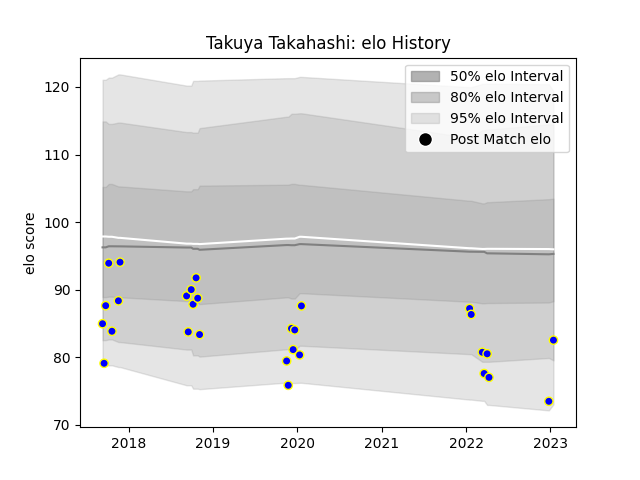 Takuya Takahashi: elo History
50% elo Interval
80% elo Interval
95% elo Interval
Post Match elo
elo score
120
110
100
90
80
70
2018
2019
2020
2021
2022
2023